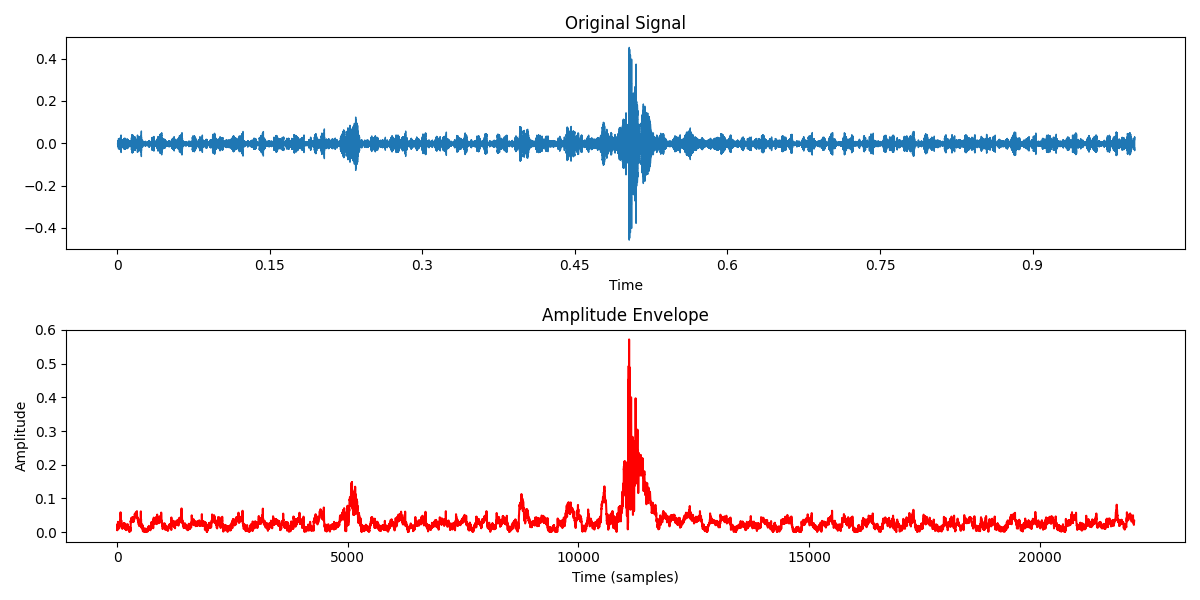 Original Signal
0.4
0.2
0.0
−0.2
−0.4
0 0.15 0.3 0.45 0.6 0.75 0.9
Time
Amplitude Envelope
0.6
0.5
0.4
0.3
0.2
0.1
0.0
Amplitude
0 5000 10000 15000 20000
Time (samples)